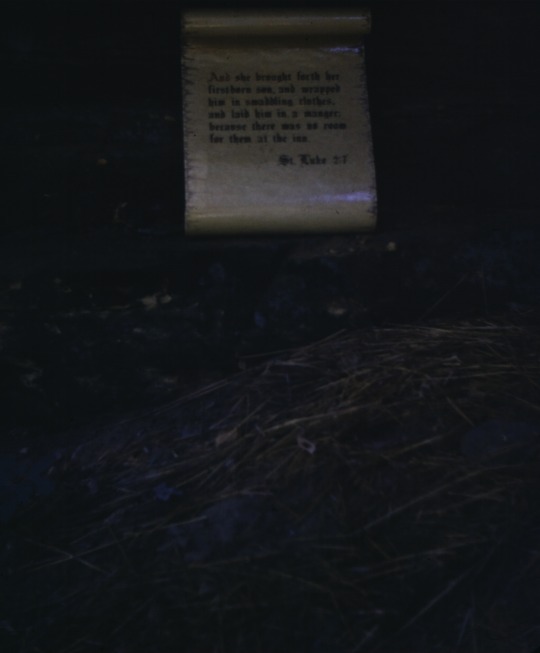 And she brought forth her
firstborn son, and wrapped
him in swaddling clothes,
and laid him in a manger;
because there was no room
for them at the inn
St. Luke 2:7